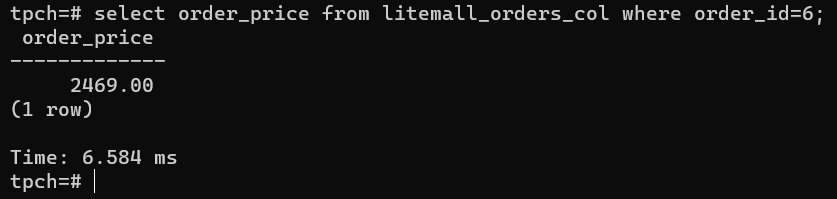 tpch=# select order_price from litemall_orders_col where order_id=6;
 order_price
-------------
     2469.00
(1 row)

Time: 6.584 ms
tpch=#